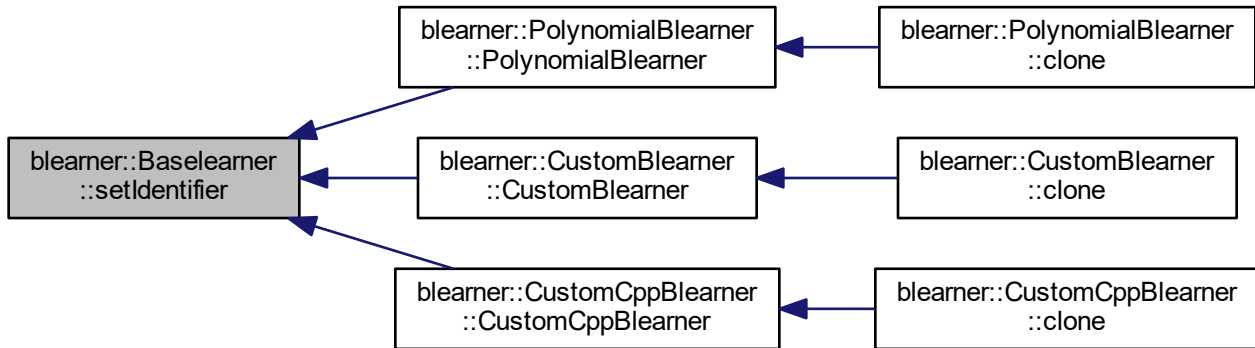 blearner::PolynomialBlearner
::PolynomialBlearner
blearner::PolynomialBlearner
::clone
blearner::Baselearner
::setIdentifier
blearner::CustomBlearner
::CustomBlearner
blearner::CustomBlearner
::clone
blearner::CustomCppBlearner
::CustomCppBlearner
blearner::CustomCppBlearner
::clone